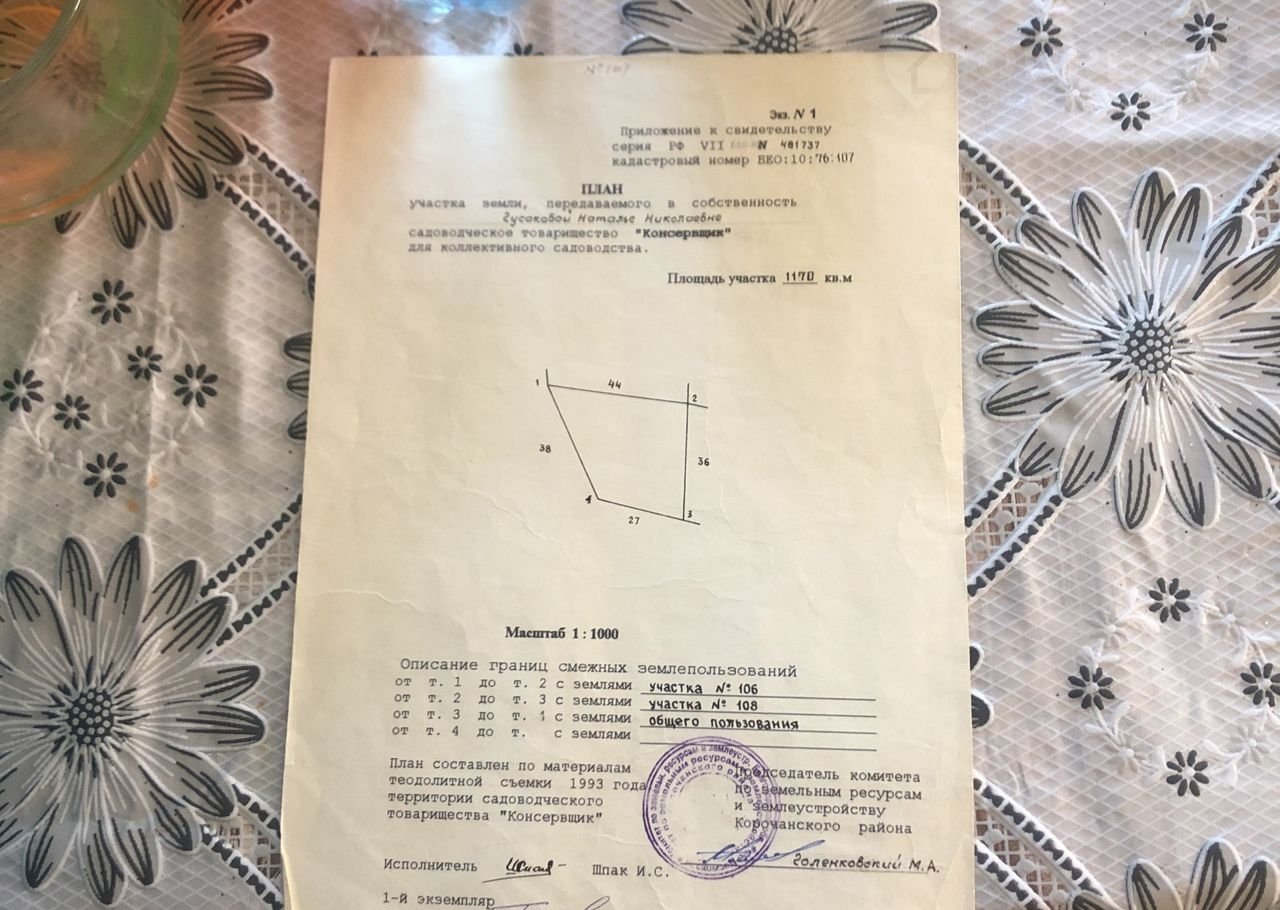 № 107
Экз. N 1
Приложение к свидетельству
серия РФ VII N 481737
кадастровый номер БЕО:10:76:107
ПЛАН
участка земли, передаваемого в собственность
Гусаковой Наталье Николаевне
садоводческое товарищество "Консервщик"
для коллективного садоводства.
Площадь участка 1170 кв.м
1 44 2
38 36
4 27 3
Масштаб 1 : 1000
Описание границ смежных землепользований
от т. 1 до т. 2 с землями участка № 106
от т. 2 до т. 3 с землями участка № 108
от т. 3 до т. 1 с землями общего пользования
от т. 4 до т. с землями
План составлен по материалам
теодолитной съемки 1993 года
территории садоводческого
товарищества "Консервщик"
Председатель комитета
по земельным ресурсам
и землеустройству
Корочанского района
Голенковский М.А.
Исполнитель Шпак И.С.
1-й экземпляр